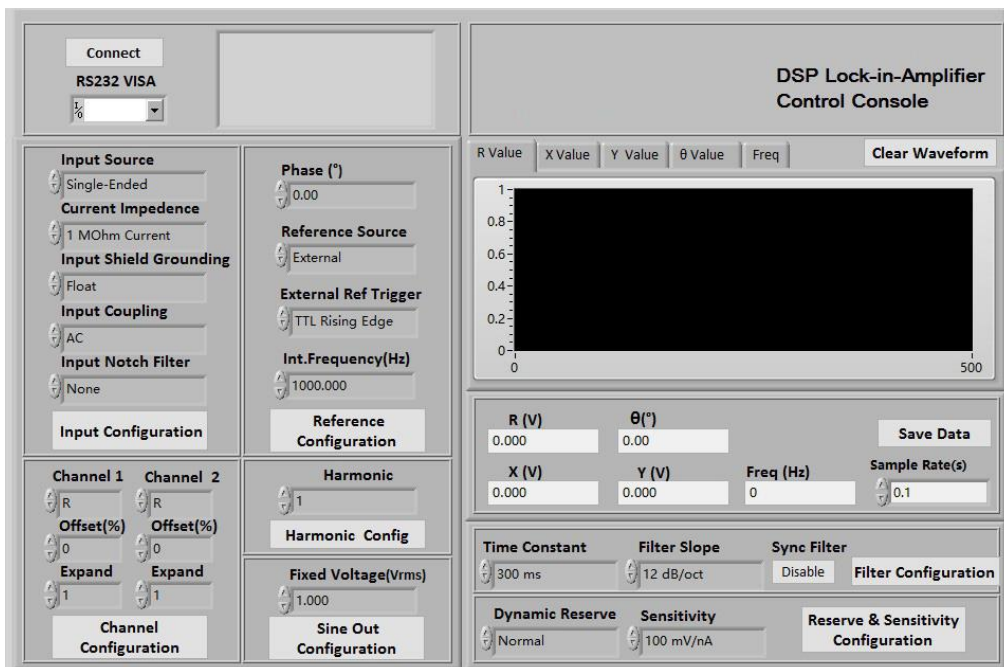 Connect
RS232 VISA
I/0
DSP Lock-in-Amplifier
Control Console
Input Source
Single-Ended
Current Impedence
1 MOhm Current
Input Shield Grounding
Float
Input Coupling
AC
Input Notch Filter
None
Input Configuration
Phase (°)
0.00
Reference Source
External
External Ref Trigger
TTL Rising Edge
Int.Frequency(Hz)
1000.000
Reference
Configuration
R Value X Value Y Value θ Value Freq Clear Waveform
1
0.8
0.6
0.4
0.2
0
0 500
R (V) θ(°)
0.000 0.00 Save Data
X (V) Y (V) Freq (Hz) Sample Rate(s)
0.000 0.000 0 0.1
Channel 1 Channel 2
R R
Offset(%) Offset(%)
0 0
Expand Expand
1 1
Channel
Configuration
Harmonic
1
Harmonic Config
Fixed Voltage(Vrms)
1.000
Sine Out
Configuration
Time Constant Filter Slope Sync Filter
300 ms 12 dB/oct Disable Filter Configuration
Dynamic Reserve Sensitivity
Normal 100 mV/nA
Reserve & Sensitivity
Configuration